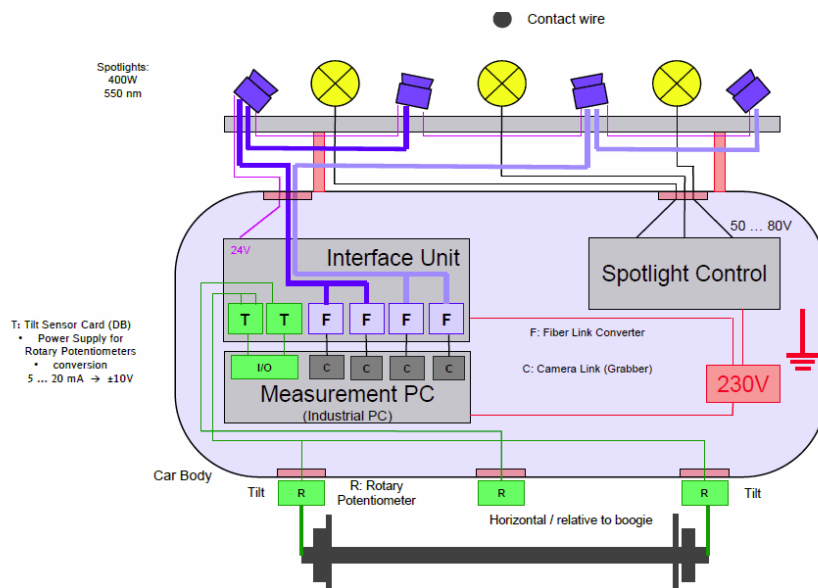 Contact wire
Spotlights:
400W
550 nm
50 ... 80V
24V
Interface Unit
Spotlight Control
T T F F F F
T: Tilt Sensor Card (DB)
• Power Supply for
Rotary Potentiometers
• conversion
5 ... 20 mA → ±10V
F: Fiber Link Converter
I/O C C C C
C: Camera Link (Grabber)
230V
Measurement PC
(Industrial PC)
Car Body
Tilt
R
R: Rotary
Potentiometer
R
R
Tilt
Horizontal / relative to boogie